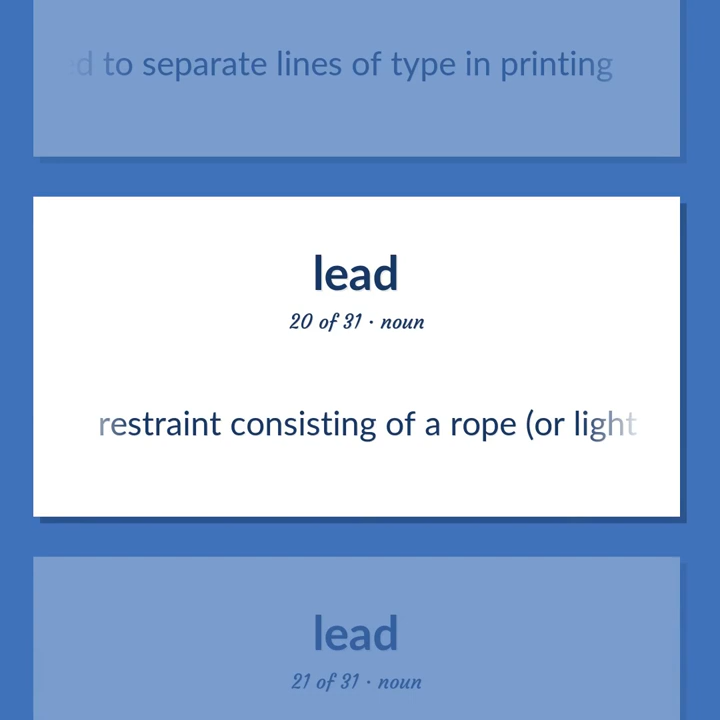 to separate lines of type in printing
lead
20 of 31 · noun
restraint consisting of a rope (or light
lead
21 of 31 · noun